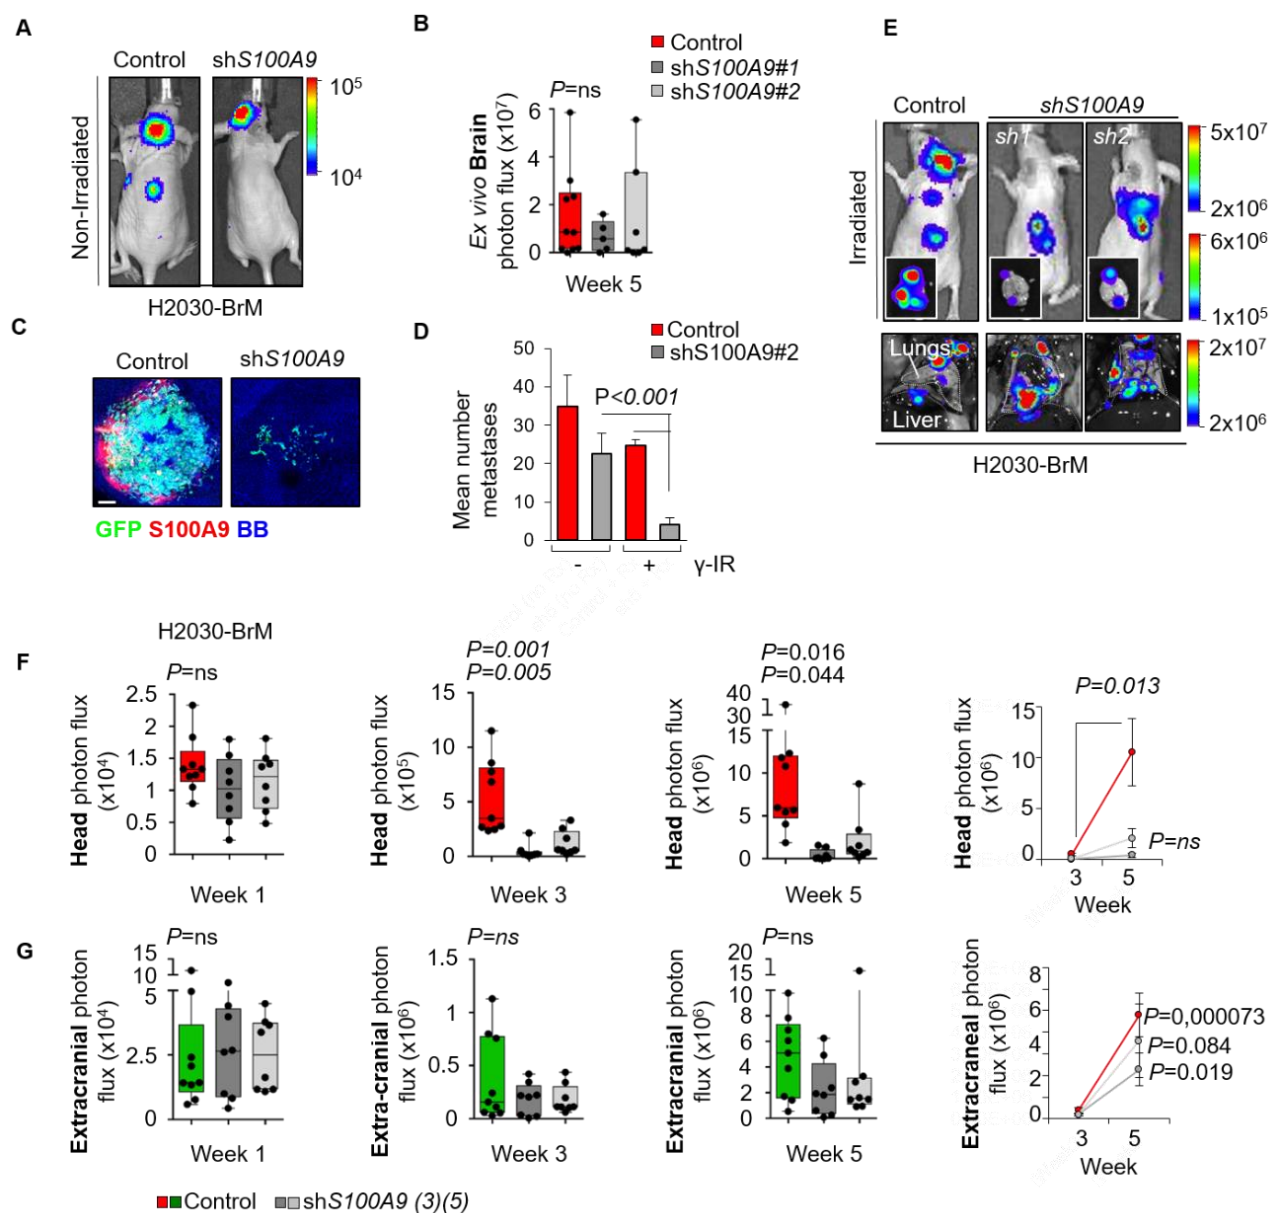 A
Control
shS100A9
Non-Irradiated
10⁵
10⁴
H2030-BrM
B
Control
shS100A9#1
shS100A9#2
P=ns
Ex vivo Brain
photon flux (x10⁷)
6
4
2
0
Week 5
C
Control
shS100A9
GFP S100A9 BB
D
Control
shS100A9#2
Mean number
metastases
50
40
30
20
10
0
P<0.001
-
+
γ-IR
E
Control
shS100A9
sh1
sh2
Irradiated
5x10⁷
2x10⁶
6x10⁶
1x10⁵
Lungs
Liver
2x10⁷
2x10⁶
H2030-BrM
H2030-BrM
F
P=ns
Head photon flux
(x10⁴)
2.5
2
1.5
1
0.5
0
Week 1
P=0.001
P=0.005
Head photon flux
(x10⁵)
15
10
5
0
Week 3
P=0.016
P=0.044
Head photon flux
(x10⁶)
40
30
15
10
5
0
Week 5
P=0.013
Head photon flux
(x10⁶)
15
10
5
0
P=ns
3
5
Week
G
P=ns
Extracranial photon
flux (x10⁴)
15
10
5
2.5
0
Week 1
P=ns
Extra-cranial photon
flux (x10⁶)
1.5
1
0.5
0
Week 3
P=ns
Extracranial photon
flux (x10⁶)
20
15
10
8
6
4
2
0
Week 5
Extracraneal photon
flux (x10⁶)
8
6
4
2
0
P=0,000073
P=0.084
P=0.019
3
5
Week
Control
shS100A9 (3)(5)